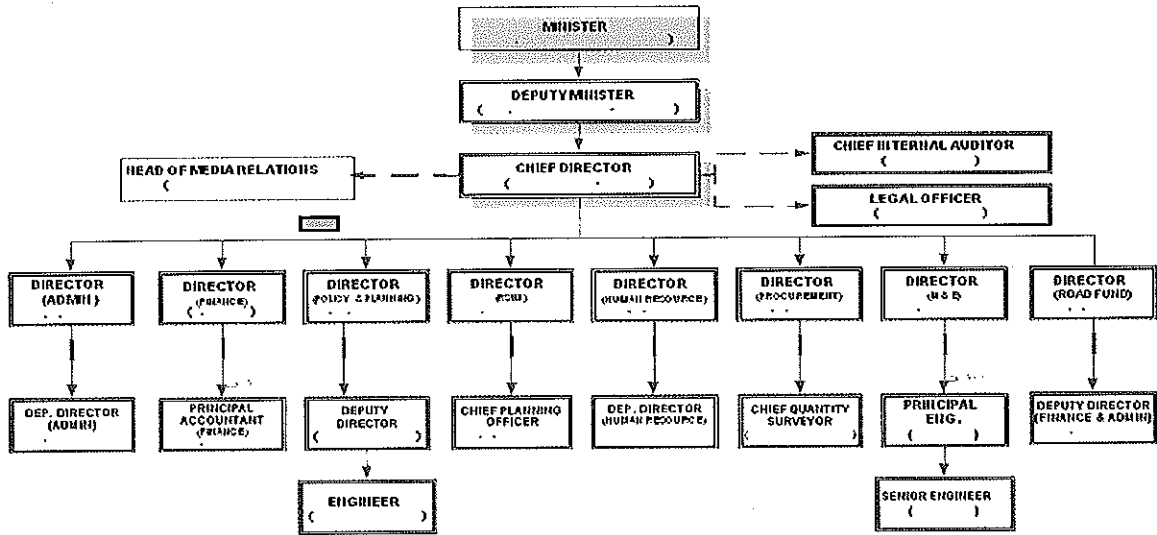 MINISTER
( )
DEPUTY MINISTER
( )
CHIEF DIRECTOR
( )
HEAD OF MEDIA RELATIONS
(
CHIEF INTERNAL AUDITOR
( )
LEGAL OFFICER
( )
DIRECTOR
(ADMIN)
DIRECTOR
(FINANCE)
( )
DIRECTOR
(POLICY & PLANNING)
DIRECTOR
DIRECTOR
(HUMAN RESOURCE)
DIRECTOR
(PROCUREMENT)
DIRECTOR
(M & E)
DIRECTOR
(ROAD FUND)
DEP. DIRECTOR
(ADMIN)
PRINCIPAL
ACCOUNTANT
(FINANCE)
DEPUTY
DIRECTOR
( )
CHIEF PLANNING
OFFICER
DEP. DIRECTOR
(HUMAN RESOURCE)
CHIEF QUANTITY
SURVEYOR
( )
PRINCIPAL
ENG.
( )
DEPUTY DIRECTOR
(FINANCE & ADMIN)
ENGINEER
( )
SENIOR ENGINEER
( )